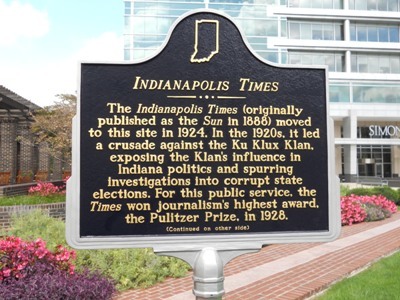 INDIANAPOLIS TIMES
The Indianapolis Times (originally
published as the Sun in 1888) moved
to this site in 1924. In the 1920s, it led
a crusade against the Ku Klux Klan,
exposing the Klan's influence in
Indiana politics and spurring
investigations into corrupt state
elections. For this public service, the
Times won journalism's highest award,
the Pulitzer Prize, in 1928.
(Continued on other side)
SIMON